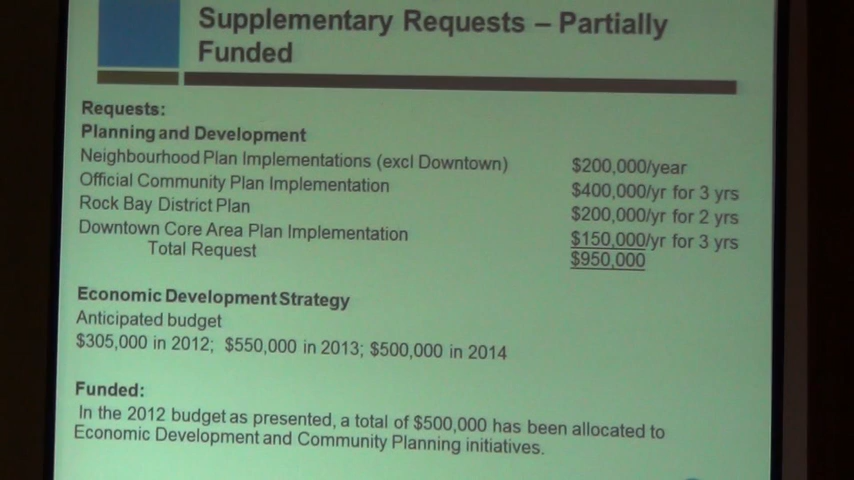 Supplementary Requests – Partially
Funded
Requests:
Planning and Development
Neighbourhood Plan Implementations (excl Downtown) $200,000/year
Official Community Plan Implementation $400,000/yr for 3 yrs
Rock Bay District Plan $200,000/yr for 2 yrs
Downtown Core Area Plan Implementation $150,000/yr for 3 yrs
Total Request $950,000
Economic Development Strategy
Anticipated budget
$305,000 in 2012; $550,000 in 2013; $500,000 in 2014
Funded:
In the 2012 budget as presented, a total of $500,000 has been allocated to
Economic Development and Community Planning initiatives.